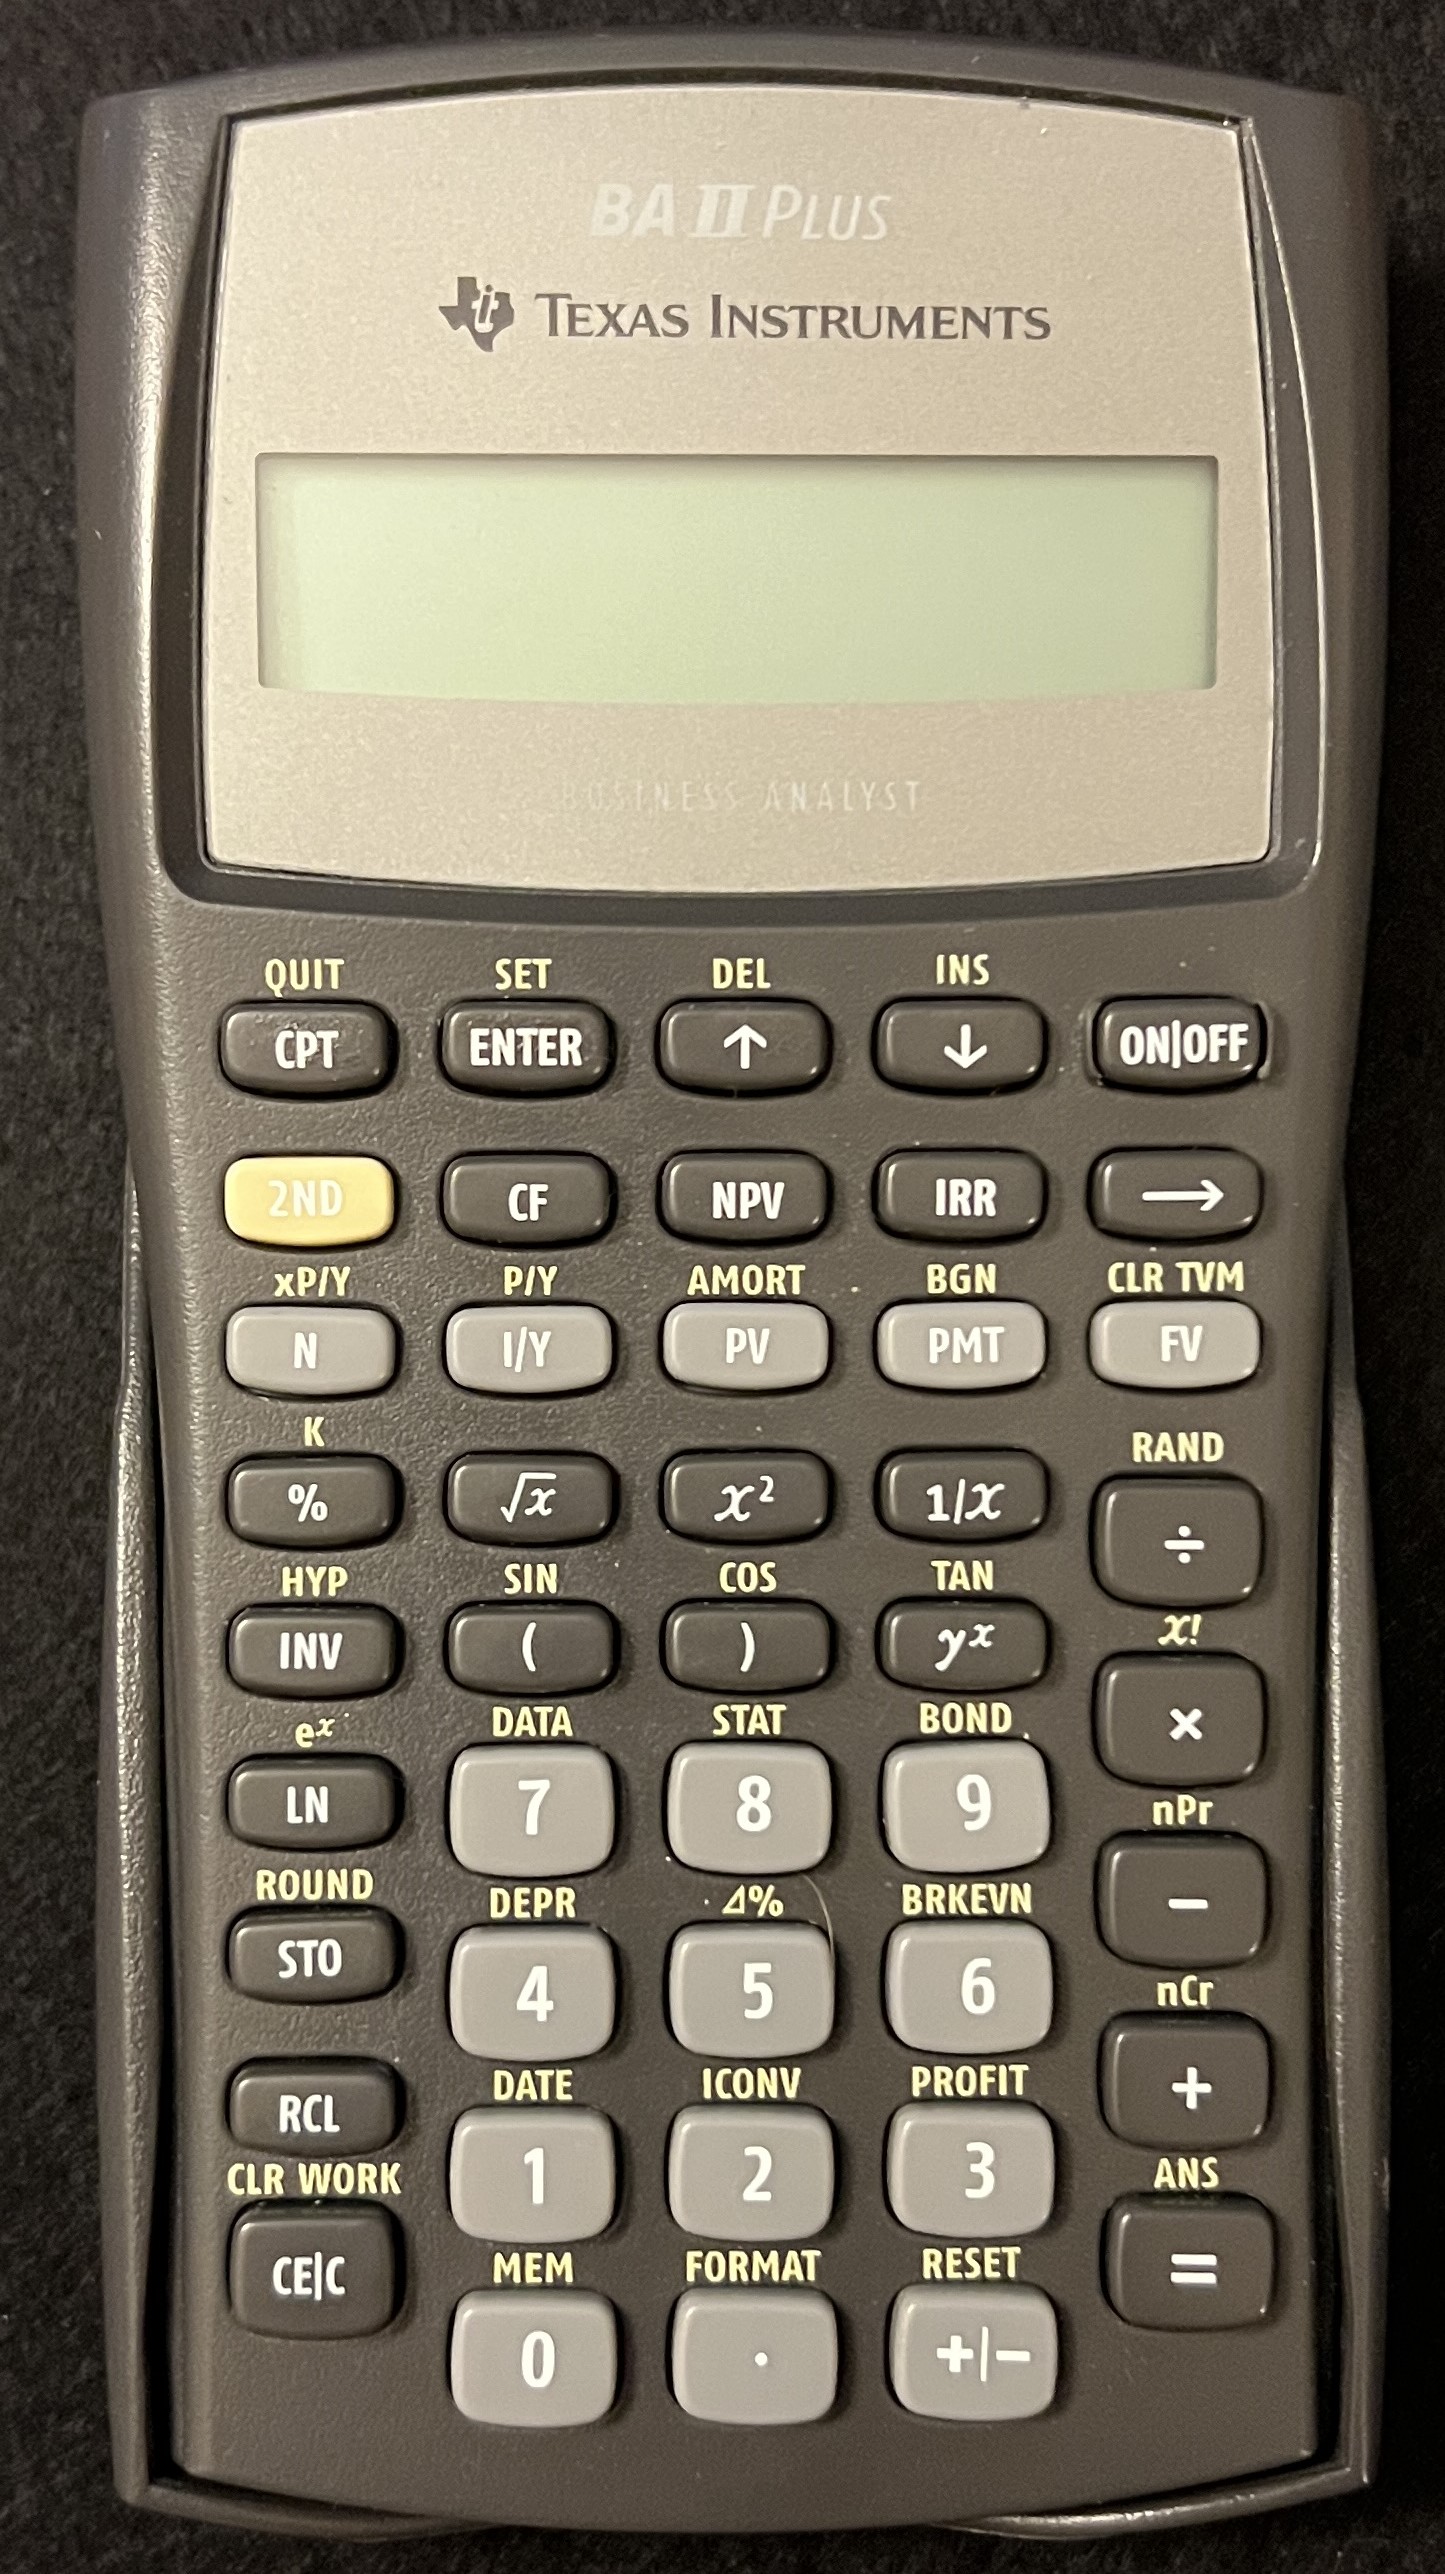 BA II PLUS
ti TEXAS INSTRUMENTS
BUSINESS ANALYST
QUIT SET DEL INS
CPT ENTER ↑ ↓ ON|OFF
2ND CF NPV IRR →
xP/Y P/Y AMORT BGN CLR TVM
N I/Y PV PMT FV
K RAND
% √x x² 1/x ÷
HYP SIN COS TAN x!
INV ( ) yˣ ×
eˣ DATA STAT BOND nPr
LN 7 8 9 −
ROUND DEPR Δ% BRKEVN nCr
STO 4 5 6 +
DATE ICONV PROFIT
RCL 1 2 3
CLR WORK ANS
CE|C =
MEM FORMAT RESET
0 . +|−